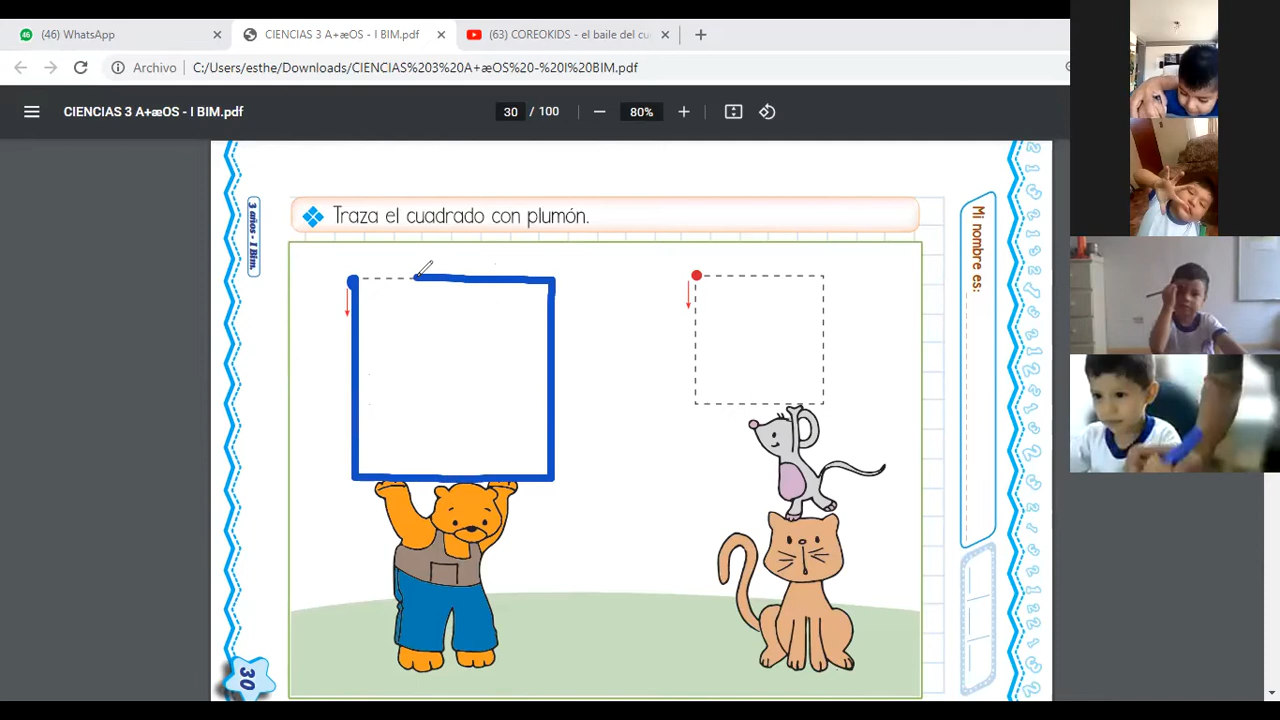 (46) WhatsApp
CIENCIAS 3 A+æOS - I BIM.pdf
(63) COREOKIDS - el baile del cu
Archivo
C:/Users/esthe/Downloads/CIENCIAS%203%20A+æOS%20-%20I%20BIM.pdf
CIENCIAS 3 A+æOS - I BIM.pdf
30 / 100
80%
3 años - I Bim.
Traza el cuadrado con plumón.
Mi nombre es:
30